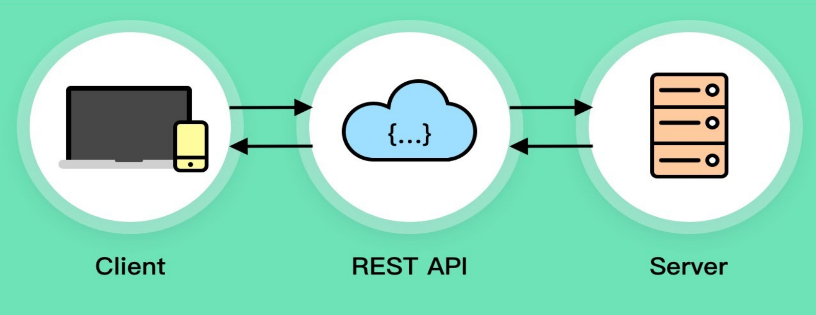 {...}
Client
REST API
Server